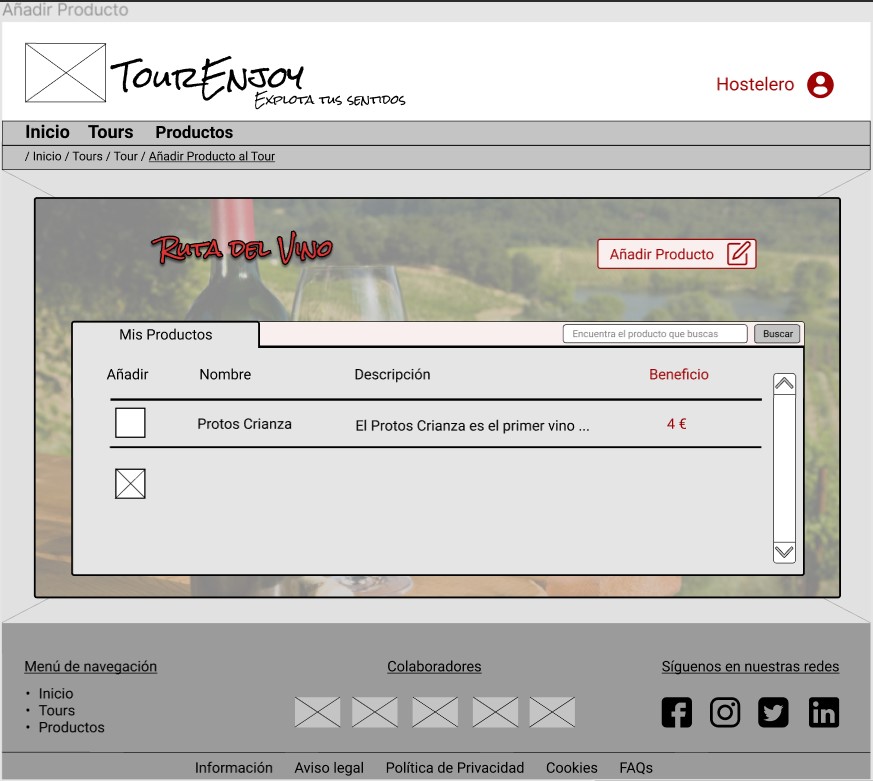 Añadir Producto
TourEnjoy
Explota tus sentidos
Hostelero
Inicio Tours Productos
/ Inicio / Tours / Tour / Añadir Producto al Tour
Ruta del Vino
Añadir Producto
Mis Productos
Encuentra el producto que buscas
Buscar
Añadir Nombre Descripción Beneficio
Protos Crianza El Protos Crianza es el primer vino ... 4 €
Menú de navegación
• Inicio
• Tours
• Productos
Colaboradores
Síguenos en nuestras redes
Información Aviso legal Política de Privacidad Cookies FAQs